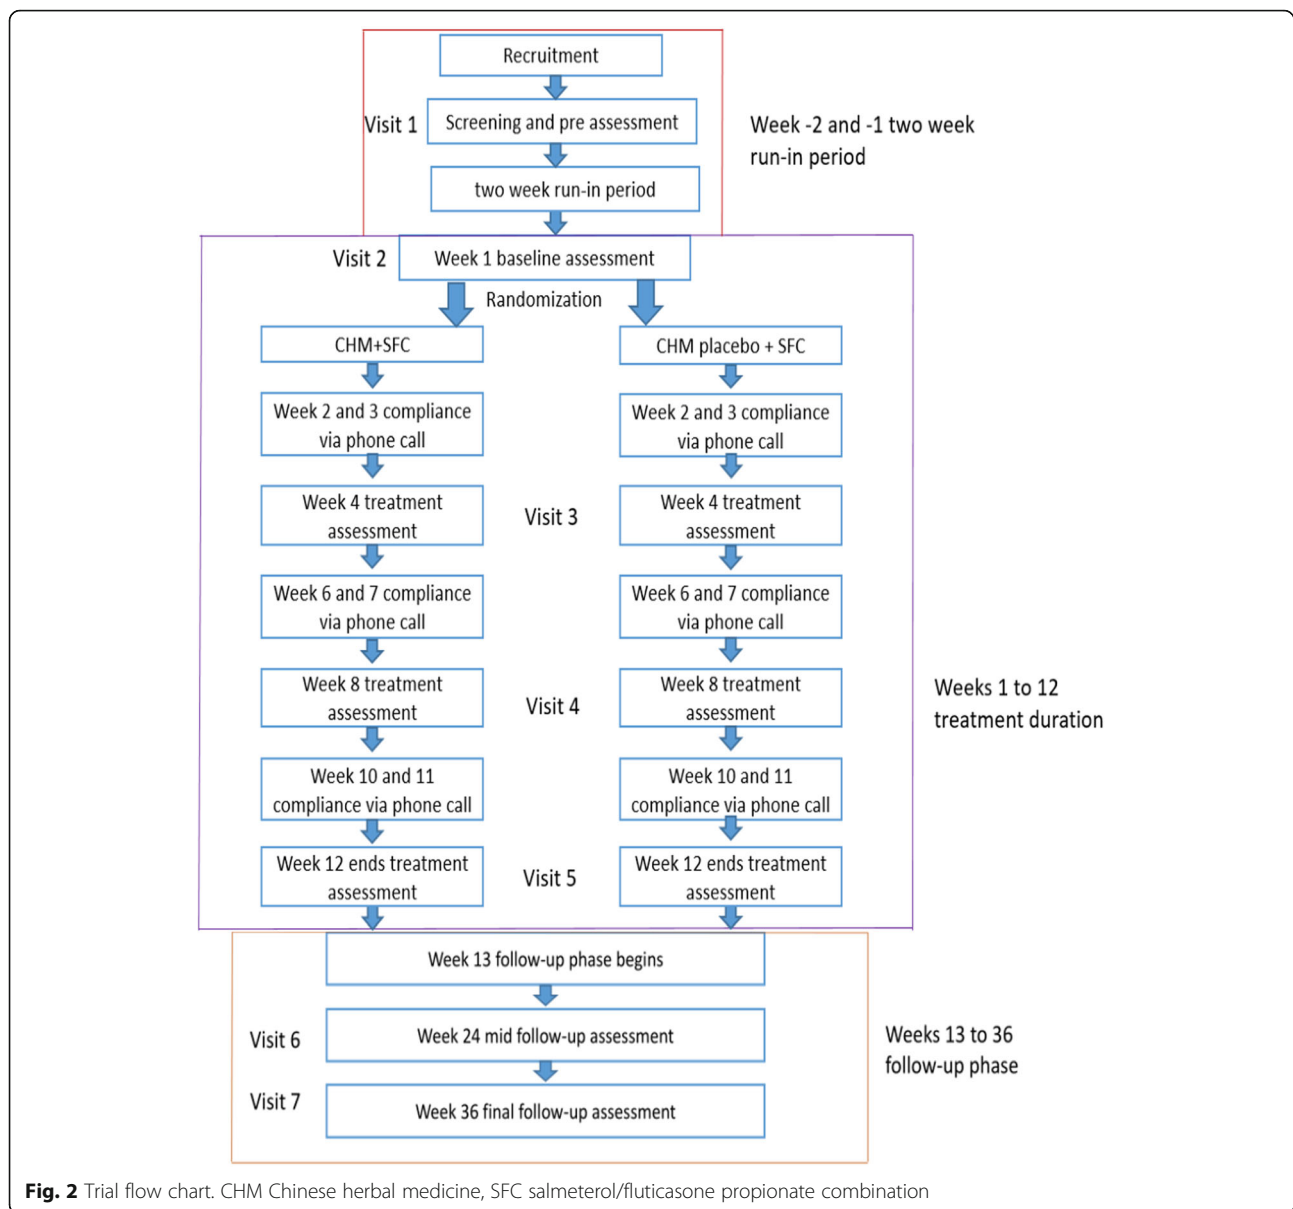 Recruitment
Visit 1
Screening and pre assessment
Week -2 and -1 two week
run-in period
two week run-in period
Visit 2
Week 1 baseline assessment
Randomization
CHM+SFC
CHM placebo + SFC
Week 2 and 3 compliance
via phone call
Week 2 and 3 compliance
via phone call
Week 4 treatment
assessment
Visit 3
Week 4 treatment
assessment
Week 6 and 7 compliance
via phone call
Week 6 and 7 compliance
via phone call
Week 8 treatment
assessment
Visit 4
Week 8 treatment
assessment
Weeks 1 to 12
treatment duration
Week 10 and 11
compliance via phone call
Week 10 and 11
compliance via phone call
Week 12 ends treatment
assessment
Visit 5
Week 12 ends treatment
assessment
Week 13 follow-up phase begins
Visit 6
Week 24 mid follow-up assessment
Weeks 13 to 36
follow-up phase
Visit 7
Week 36 final follow-up assessment
Fig. 2 Trial flow chart. CHM Chinese herbal medicine, SFC salmeterol/fluticasone propionate combination